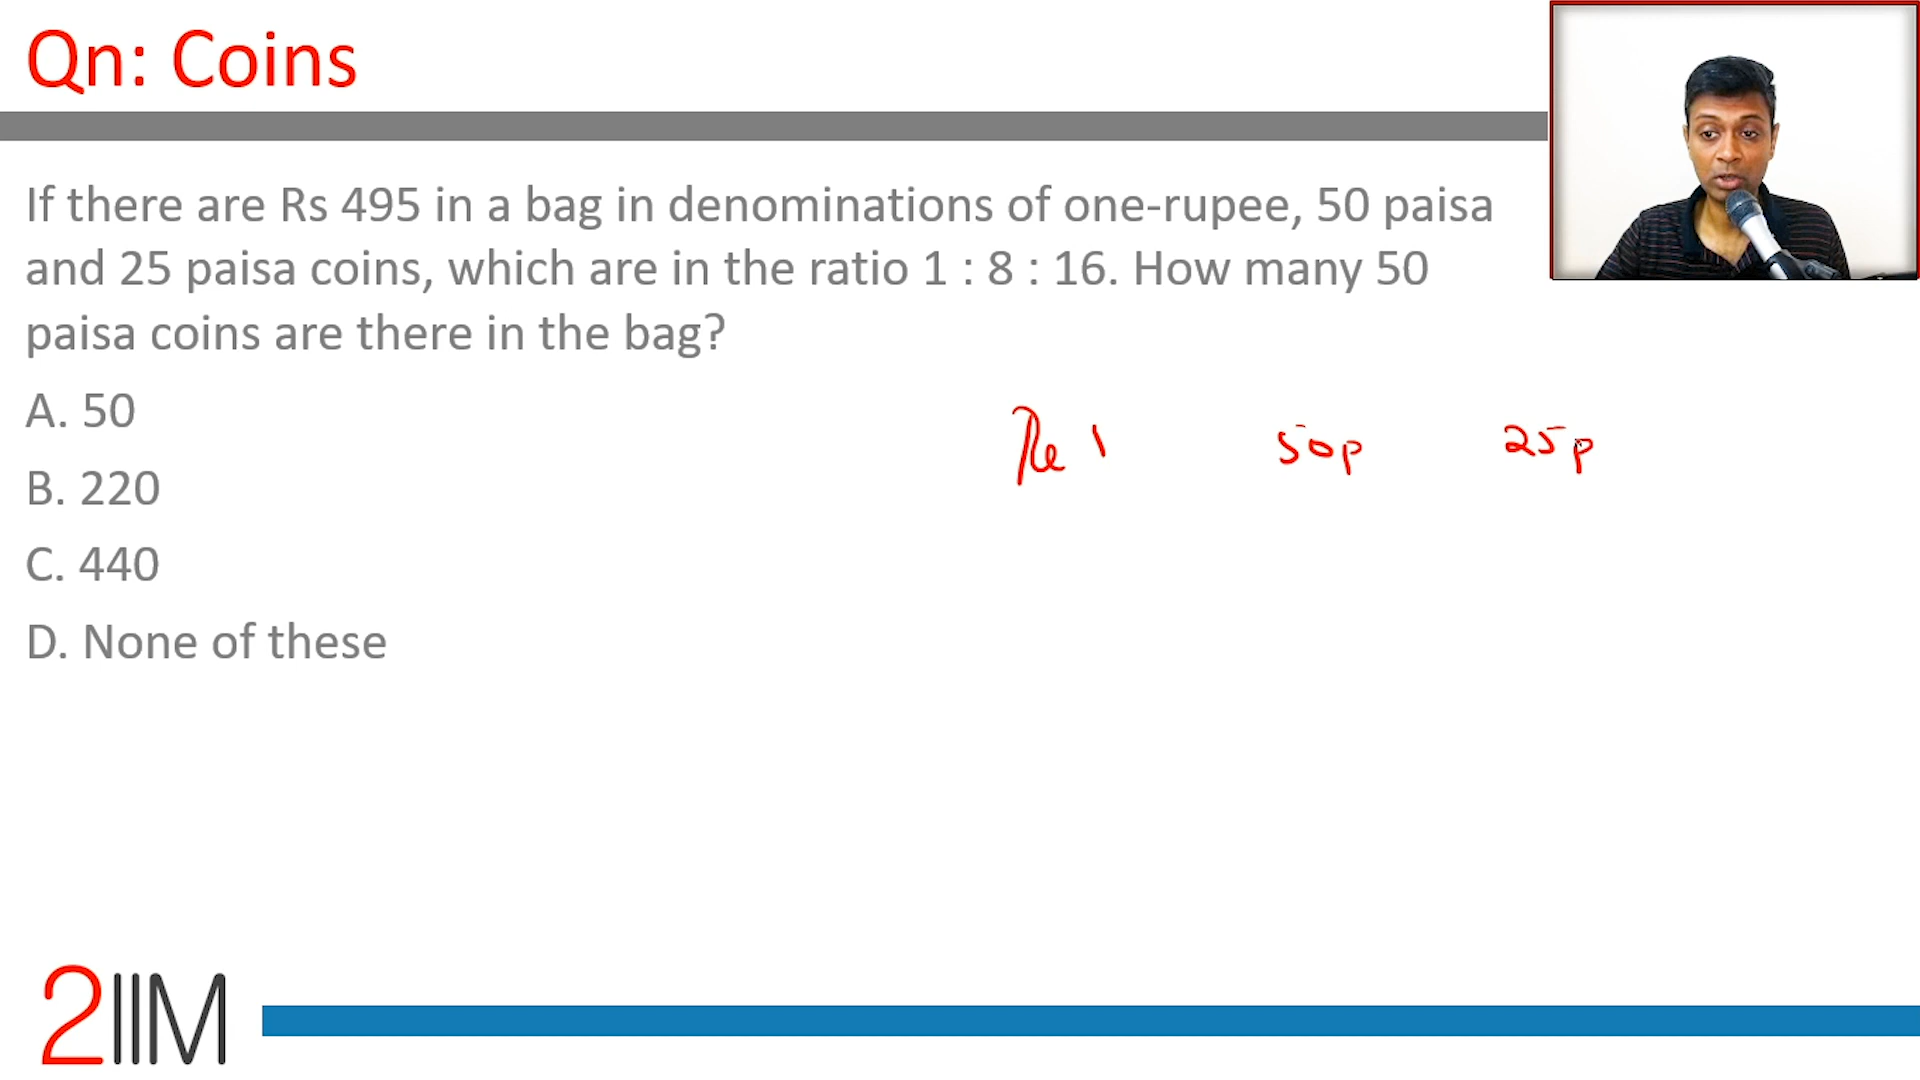 Qn: Coins
If there are Rs 495 in a bag in denominations of one-rupee, 50 paisa
and 25 paisa coins, which are in the ratio 1 : 8 : 16. How many 50
paisa coins are there in the bag?
A. 50
B. 220
C. 440
D. None of these
Re 1 50p 25p
2IIM